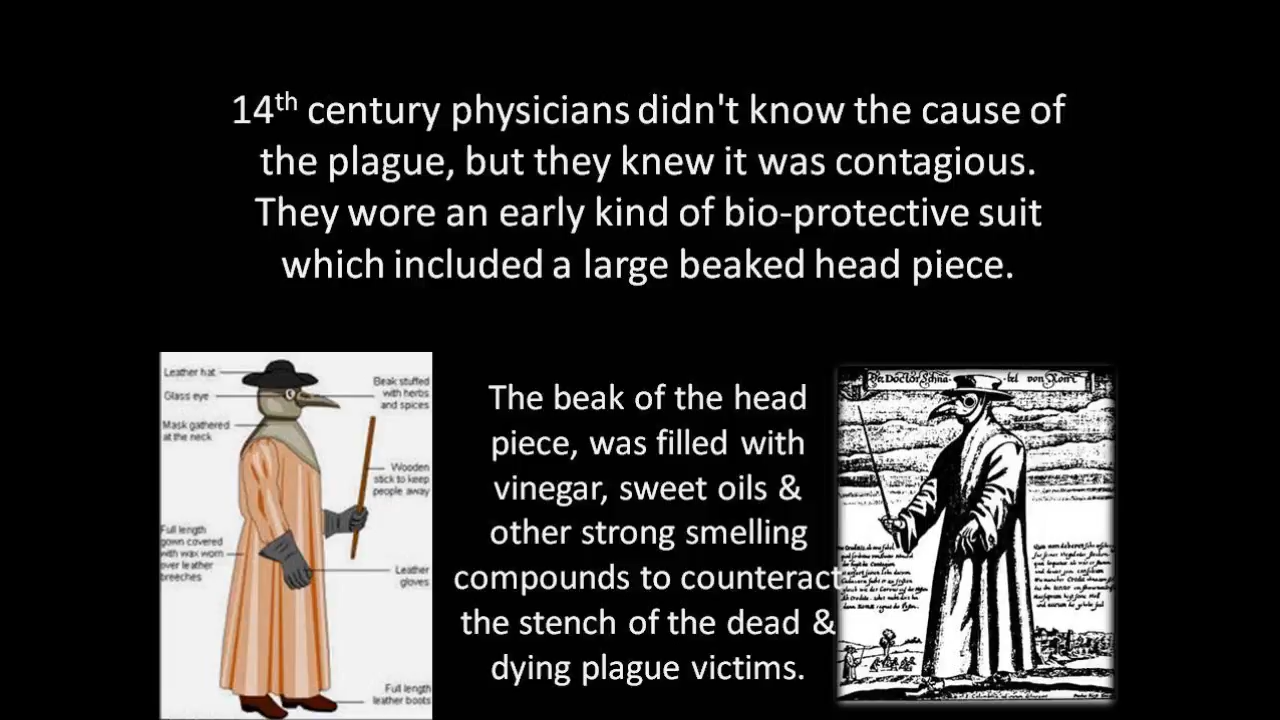 14th century physicians didn't know the cause of
the plague, but they knew it was contagious.
They wore an early kind of bio-protective suit
which included a large beaked head piece.
Leather hat
Glass eye
Mask gathered
at the neck
Full length
gown covered
with wax worn
over leather
breeches
Beak stuffed
with herbs
and spices
Wooden
stick to keep
people away
Leather
gloves
Full length
leather boots
The beak of the head
piece, was filled with
vinegar, sweet oils &
other strong smelling
compounds to counteract
the stench of the dead &
dying plague victims.
Der Doctor Schna-
bel von Rom